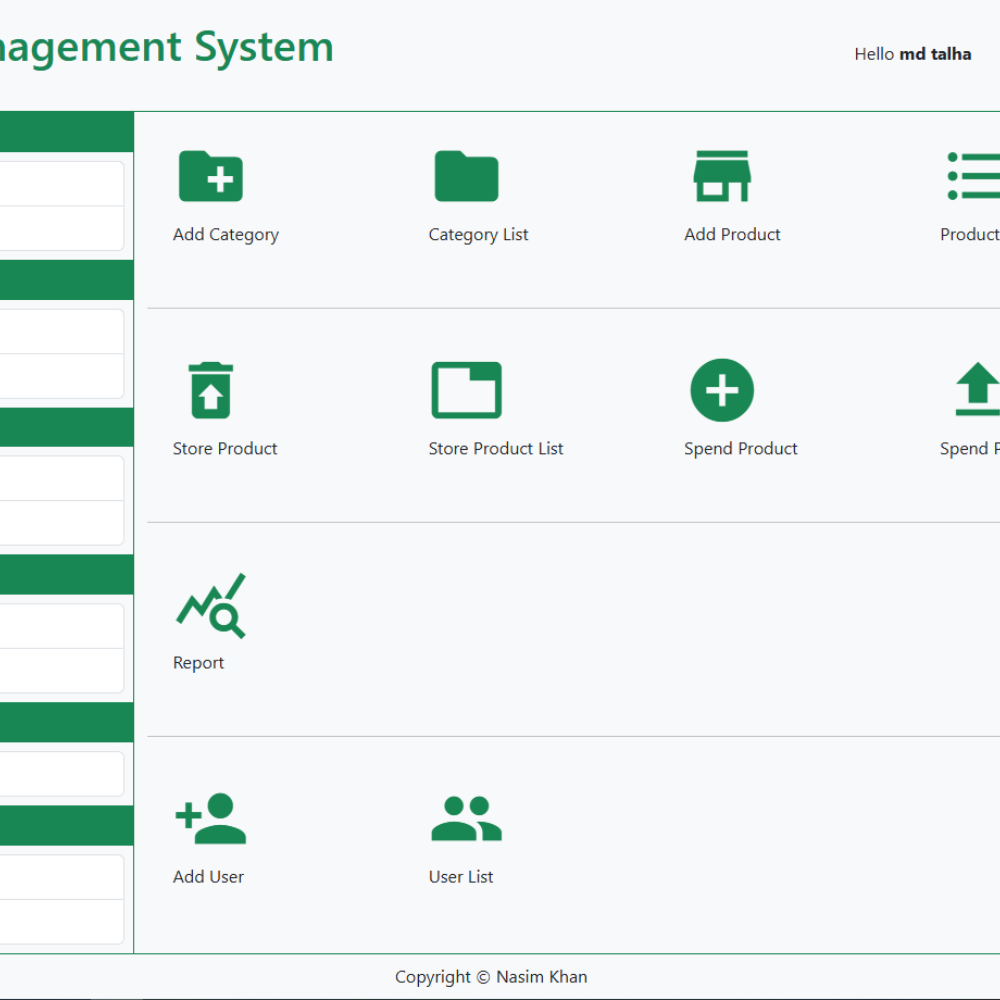 nagement System
Hello md talha
Add Category
Category List
Add Product
Product
Store Product
Store Product List
Spend Product
Spend
Report
Add User
User List
Copyright © Nasim Khan